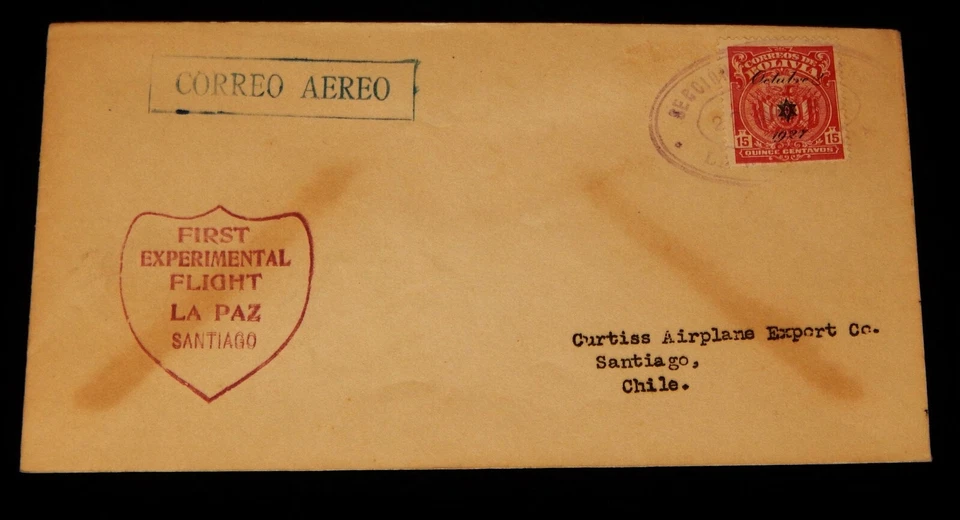 CORREO AEREO
CORREOS DE
BOLIVIA
Octubre
1927
15 15
QUINCE CENTAVOS
FIRST
EXPERIMENTAL
FLIGHT
LA PAZ
SANTIAGO
Curtiss Airplane Export Co.
Santiago,
Chile.